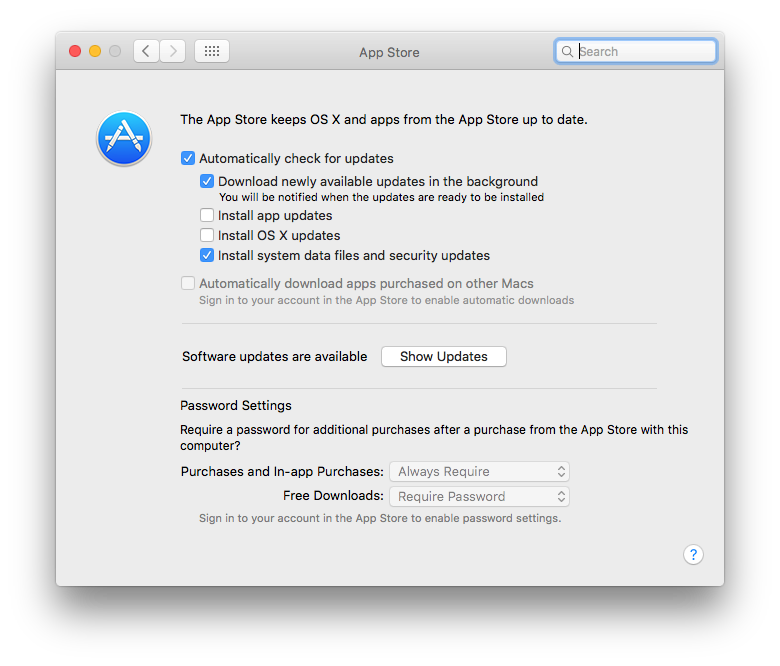 App Store
Search
The App Store keeps OS X and apps from the App Store up to date.
Automatically check for updates
Download newly available updates in the background
You will be notified when the updates are ready to be installed
Install app updates
Install OS X updates
Install system data files and security updates
Automatically download apps purchased on other Macs
Sign in to your account in the App Store to enable automatic downloads
Software updates are available Show Updates
Password Settings
Require a password for additional purchases after a purchase from the App Store with this
computer?
Purchases and In-app Purchases: Always Require
Free Downloads: Require Password
Sign in to your account in the App Store to enable password settings.
?